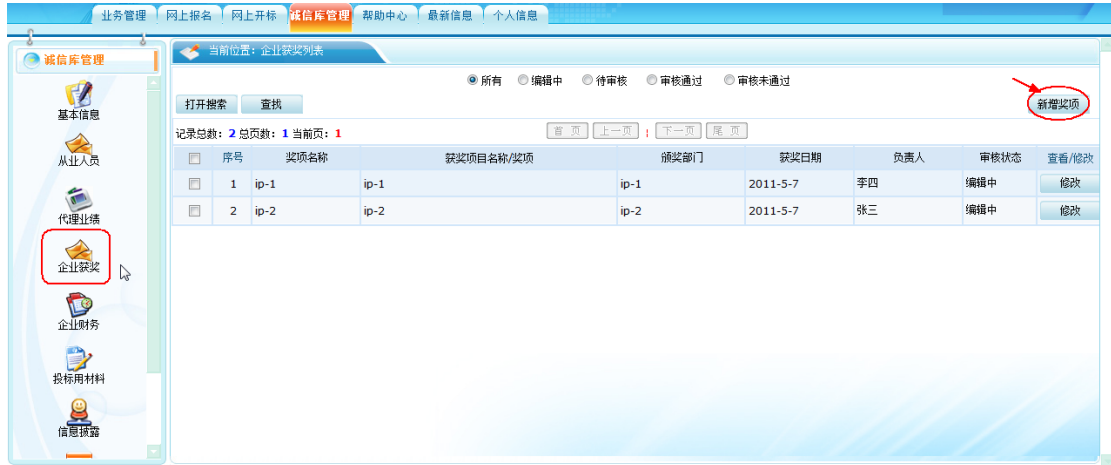 业务管理 网上报名 网上开标 诚信库管理 帮助中心 最新信息 个人信息
诚信库管理
当前位置：企业获奖列表
所有 编辑中 待审核 审核通过 审核未通过
打开搜索 查找 新增奖项
记录总数：2 总页数：1 当前页：1 首 页 上一页 下一页 尾 页
序号 奖项名称 获奖项目名称/奖项 颁奖部门 获奖日期 负责人 审核状态 查看/修改
1 ip-1 ip-1 ip-1 2011-5-7 李四 编辑中 修改
2 ip-2 ip-2 ip-2 2011-5-7 张三 编辑中 修改
基本信息
从业人员
代理业绩
企业获奖
企业财务
投标用材料
信息披露